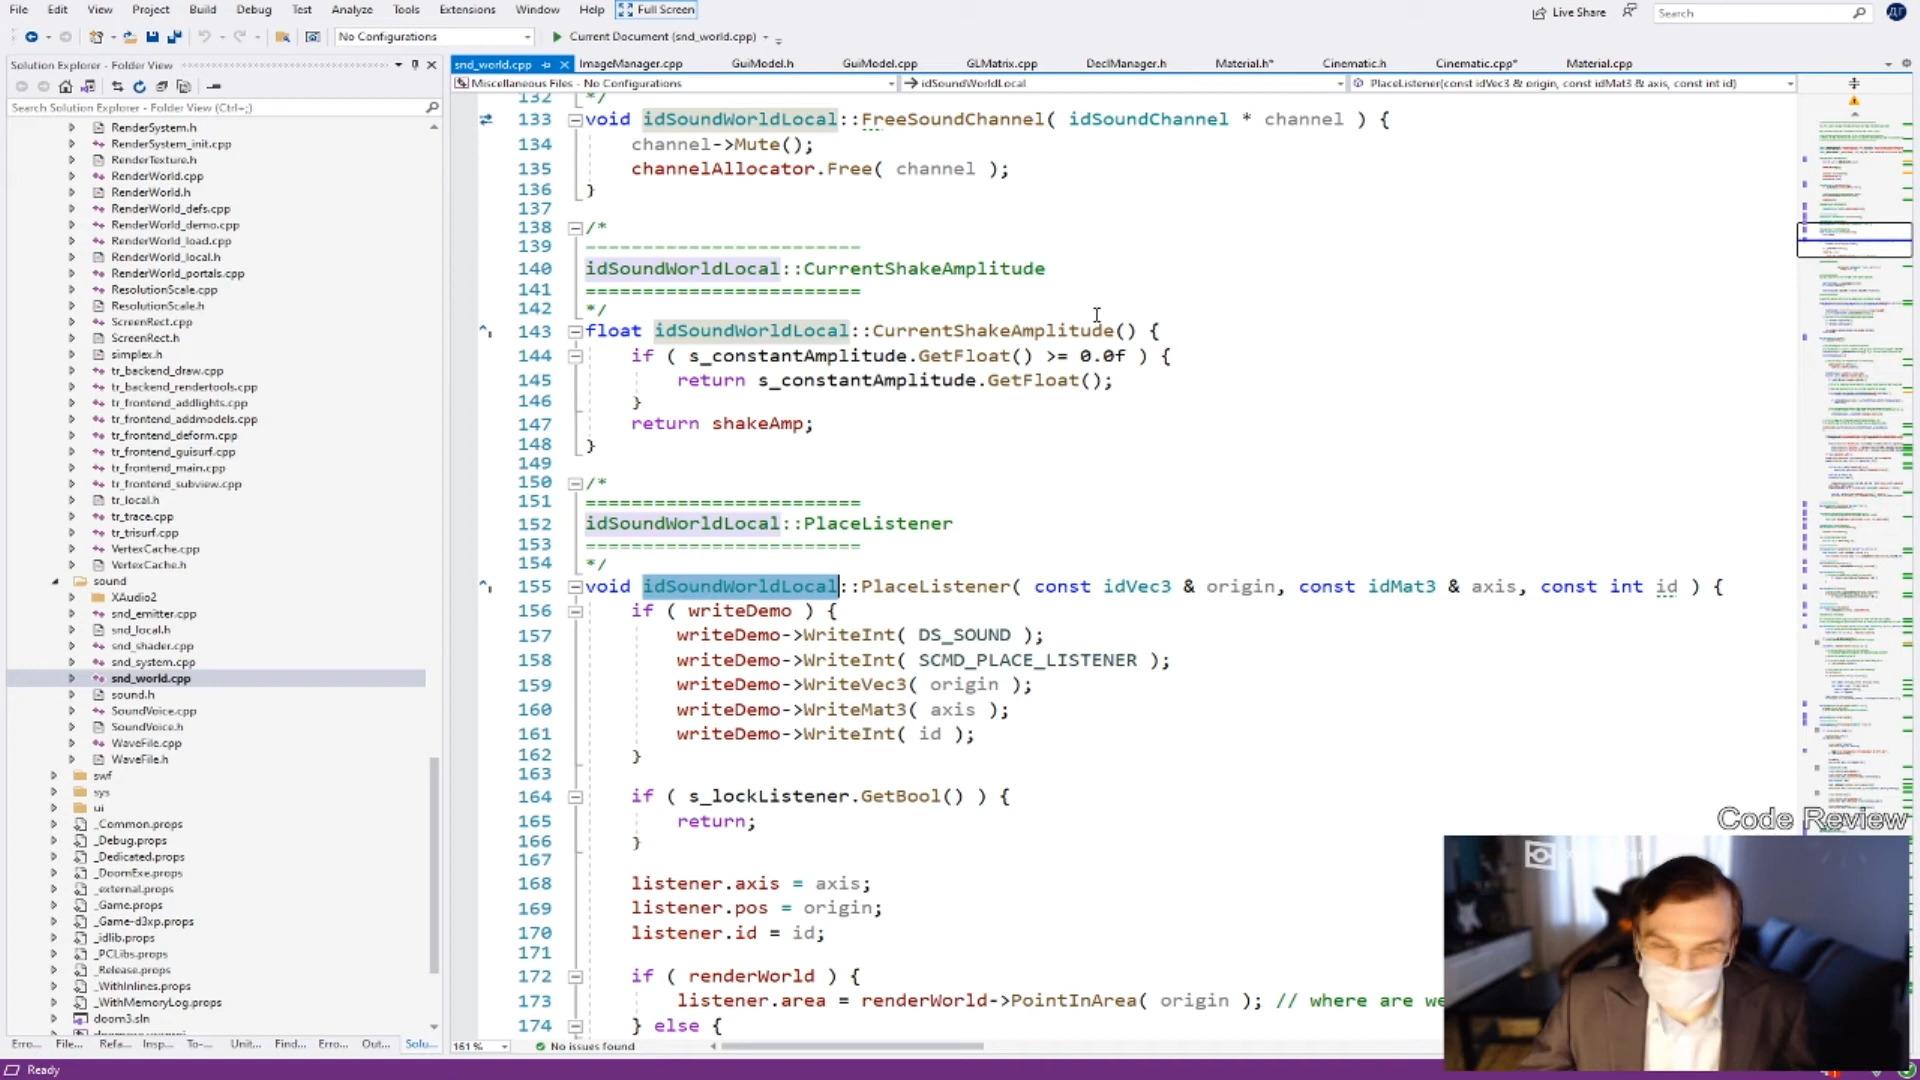 File Edit View Project Build Debug Test Analyze Tools Extensions Window Help Full Screen
Live Share
Search
No Configurations
Current Document (snd_world.cpp)
Solution Explorer - Folder View
Search Solution Explorer - Folder View (Ctrl+;)
RenderSystem.h
RenderSystem_init.cpp
RenderTexture.h
RenderWorld.cpp
RenderWorld.h
RenderWorld_defs.cpp
RenderWorld_demo.cpp
RenderWorld_load.cpp
RenderWorld_local.h
RenderWorld_portals.cpp
ResolutionScale.cpp
ResolutionScale.h
ScreenRect.cpp
ScreenRect.h
simplex.h
tr_backend_draw.cpp
tr_backend_rendertools.cpp
tr_frontend_addlights.cpp
tr_frontend_addmodels.cpp
tr_frontend_deform.cpp
tr_frontend_guisurf.cpp
tr_frontend_main.cpp
tr_frontend_subview.cpp
tr_local.h
tr_trace.cpp
tr_trisurf.cpp
VertexCache.cpp
VertexCache.h
sound
XAudio2
snd_emitter.cpp
snd_local.h
snd_shader.cpp
snd_system.cpp
snd_world.cpp
sound.h
SoundVoice.cpp
SoundVoice.h
WaveFile.cpp
WaveFile.h
swf
sys
ui
_Common.props
_Debug.props
_Dedicated.props
_DoomExe.props
_external.props
_Game.props
_Game-d3xp.props
_idlib.props
_PCLibs.props
_Release.props
_WithInlines.props
_WithMemoryLog.props
doom3.sln
Erro... File... Refa... Insp... To-... Unit... Find... Erro... Out... Solu...
snd_world.cpp ImageManager.cpp GuiModel.h GuiModel.cpp GLMatrix.cpp DeclManager.h Material.h* Cinematic.h Cinematic.cpp* Material.cpp
Miscellaneous Files - No Configurations
idSoundWorldLocal
PlaceListener(const idVec3 & origin, const idMat3 & axis, const int id)
132 */
133 void idSoundWorldLocal::FreeSoundChannel( idSoundChannel * channel ) {
134 channel->Mute();
135 channelAllocator.Free( channel );
136 }
137
138 /*
139 ========================
140 idSoundWorldLocal::CurrentShakeAmplitude
141 ========================
142 */
143 float idSoundWorldLocal::CurrentShakeAmplitude() {
144 if ( s_constantAmplitude.GetFloat() >= 0.0f ) {
145 return s_constantAmplitude.GetFloat();
146 }
147 return shakeAmp;
148 }
149
150 /*
151 ========================
152 idSoundWorldLocal::PlaceListener
153 ========================
154 */
155 void idSoundWorldLocal::PlaceListener( const idVec3 & origin, const idMat3 & axis, const int id ) {
156 if ( writeDemo ) {
157 writeDemo->WriteInt( DS_SOUND );
158 writeDemo->WriteInt( SCMD_PLACE_LISTENER );
159 writeDemo->WriteVec3( origin );
160 writeDemo->WriteMat3( axis );
161 writeDemo->WriteInt( id );
162 }
163
164 if ( s_lockListener.GetBool() ) {
165 return;
166 }
167
168 listener.axis = axis;
169 listener.pos = origin;
170 listener.id = id;
171
172 if ( renderWorld ) {
173 listener.area = renderWorld->PointInArea( origin ); // where are we
174 } else {
161 %
No issues found
Code Review
Ready